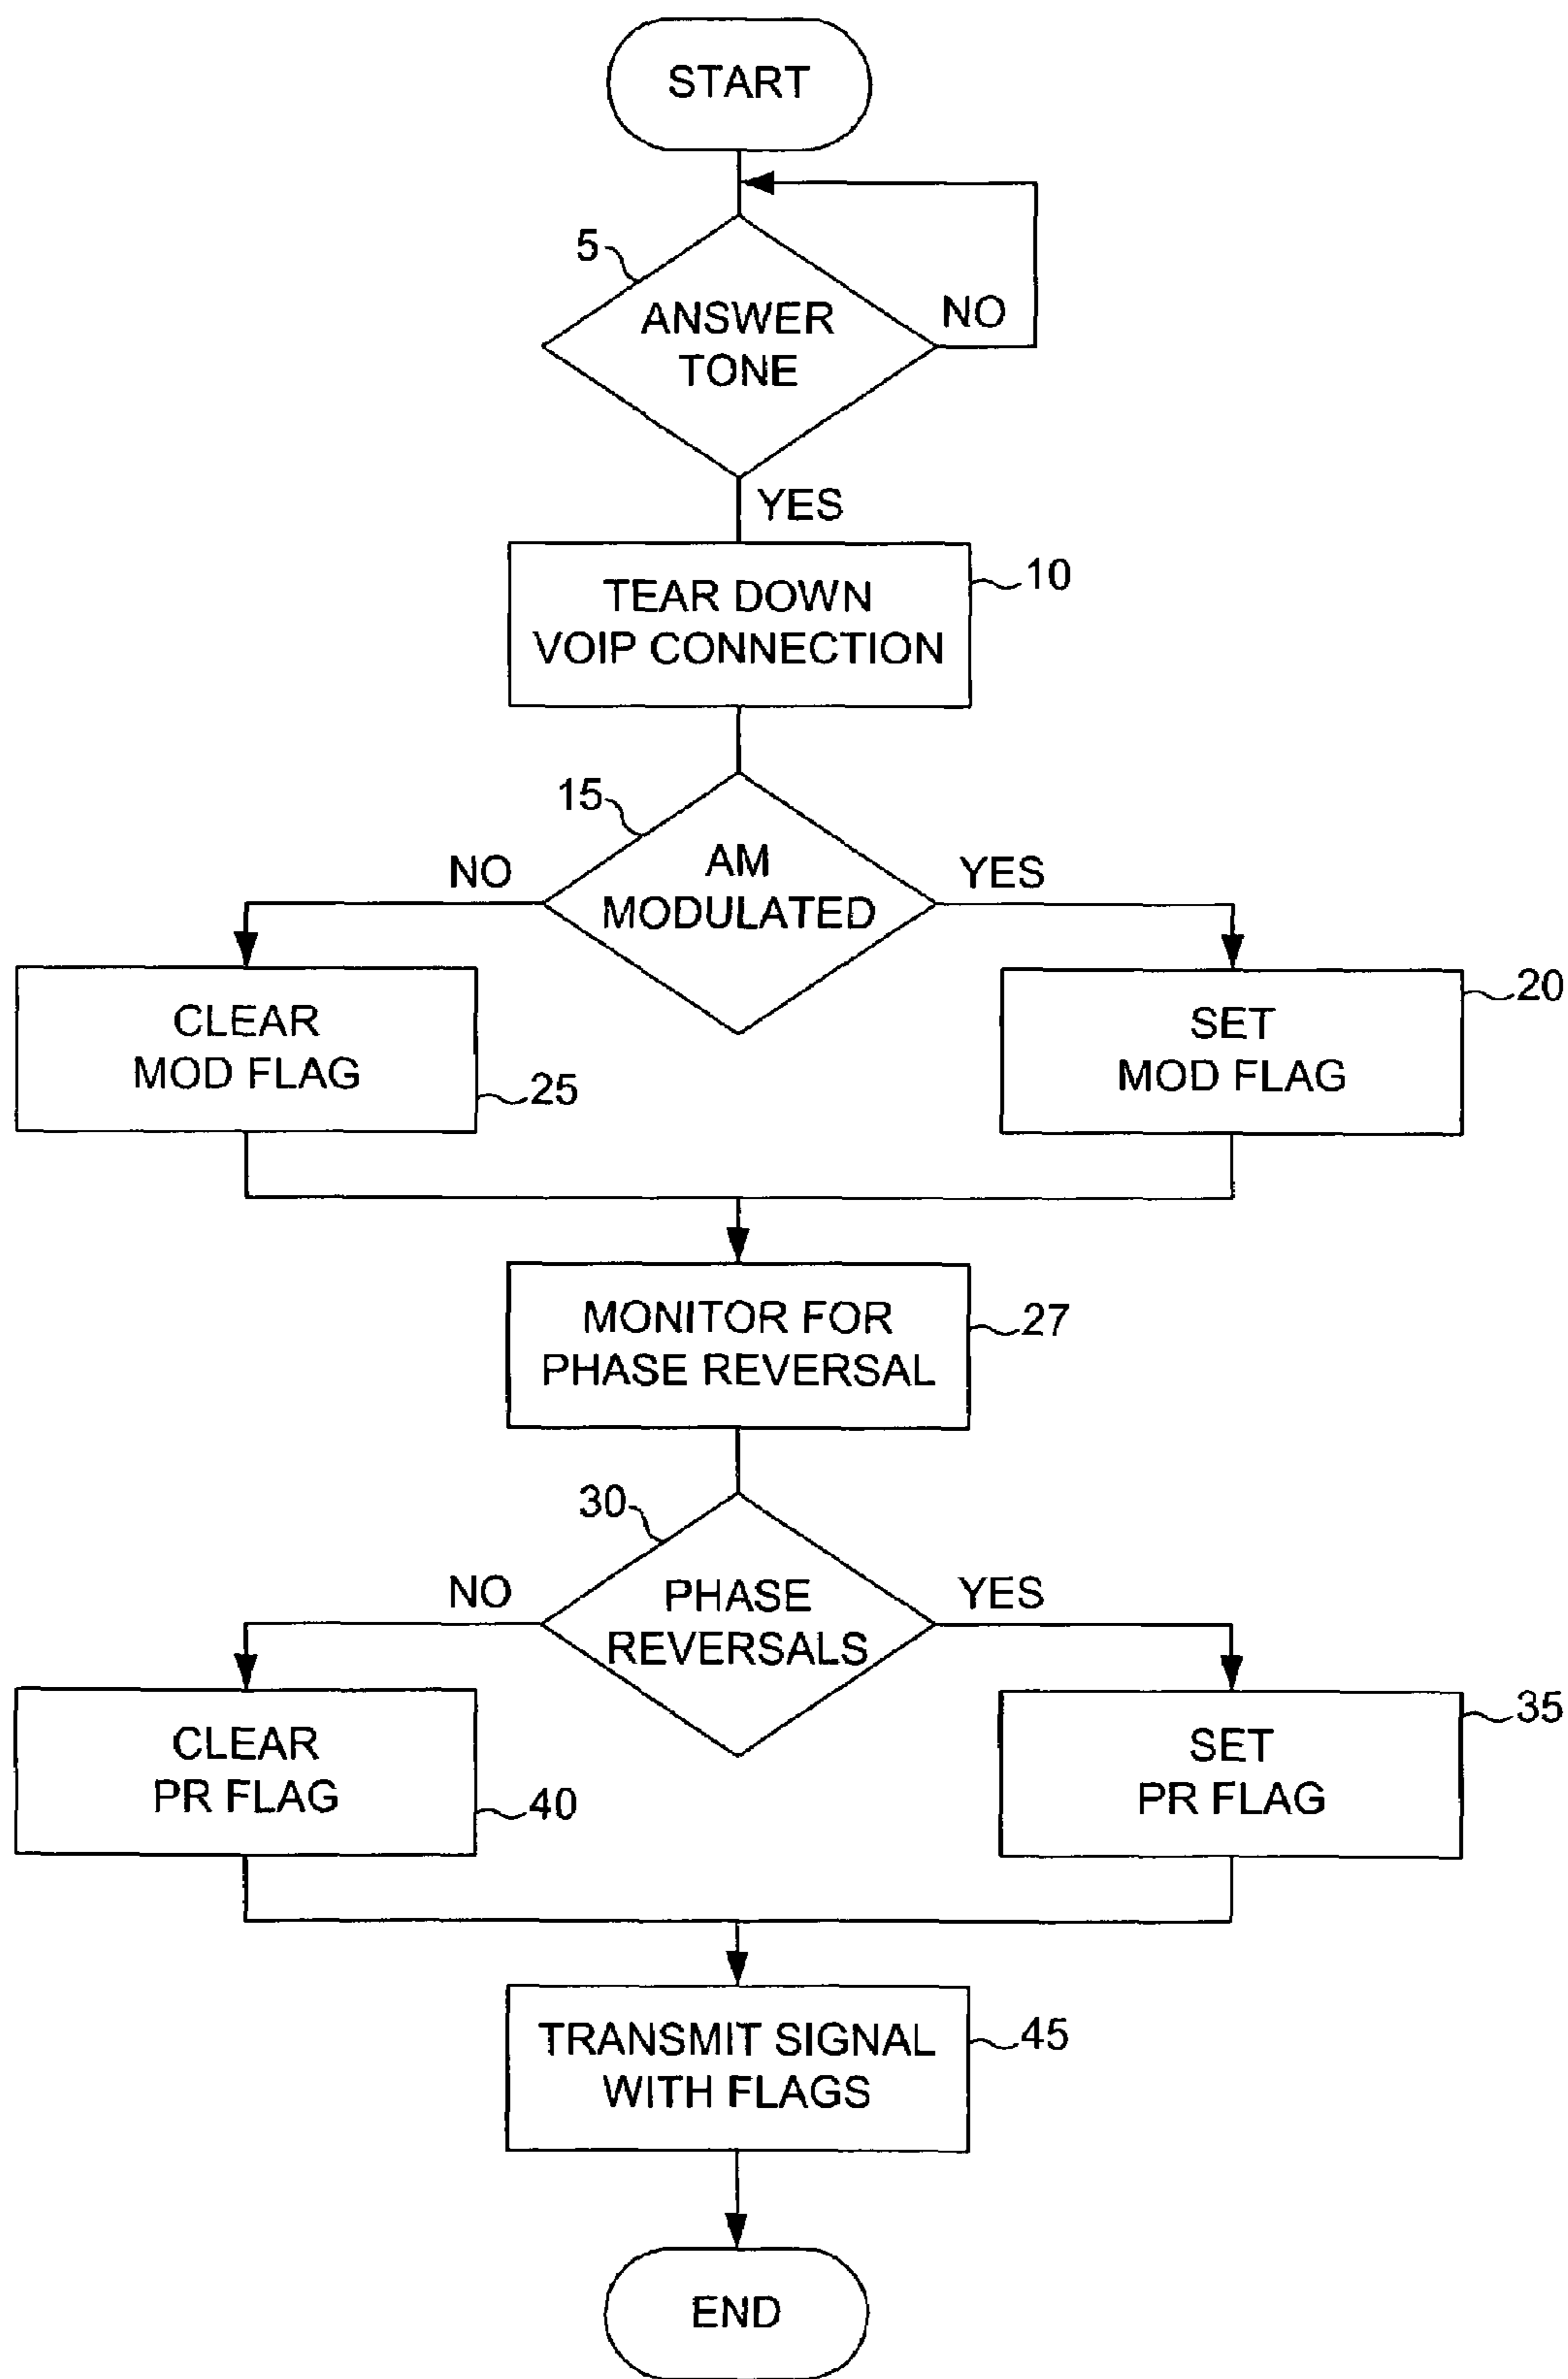 START
5
ANSWER
TONE
NO
YES
TEAR DOWN
VOIP CONNECTION
10
15
AM
MODULATED
NO
YES
CLEAR
MOD FLAG
25
SET
MOD FLAG
20
MONITOR FOR
PHASE REVERSAL
27
30
PHASE
REVERSALS
NO
YES
CLEAR
PR FLAG
40
SET
PR FLAG
35
TRANSMIT SIGNAL
WITH FLAGS
45
END